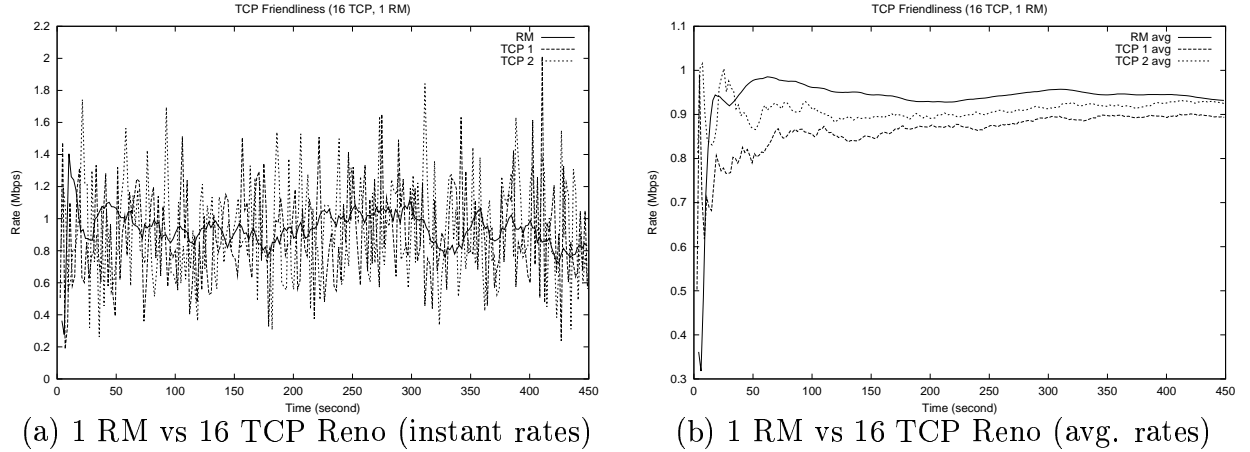 TCP Friendliness (16 TCP, 1 RM)
2.2
2
1.8
1.6
1.4
1.2
1
0.8
0.6
0.4
0.2
0
Rate (Mbps)
RM
TCP 1
TCP 2
0 50 100 150 200 250 300 350 400 450
Time (second)
(a) 1 RM vs 16 TCP Reno (instant rates)
TCP Friendliness (16 TCP, 1 RM)
1.1
1
0.9
0.8
0.7
0.6
0.5
0.4
0.3
Rate (Mbps)
RM avg
TCP 1 avg
TCP 2 avg
0 50 100 150 200 250 300 350 400 450
Time (second)
(b) 1 RM vs 16 TCP Reno (avg. rates)